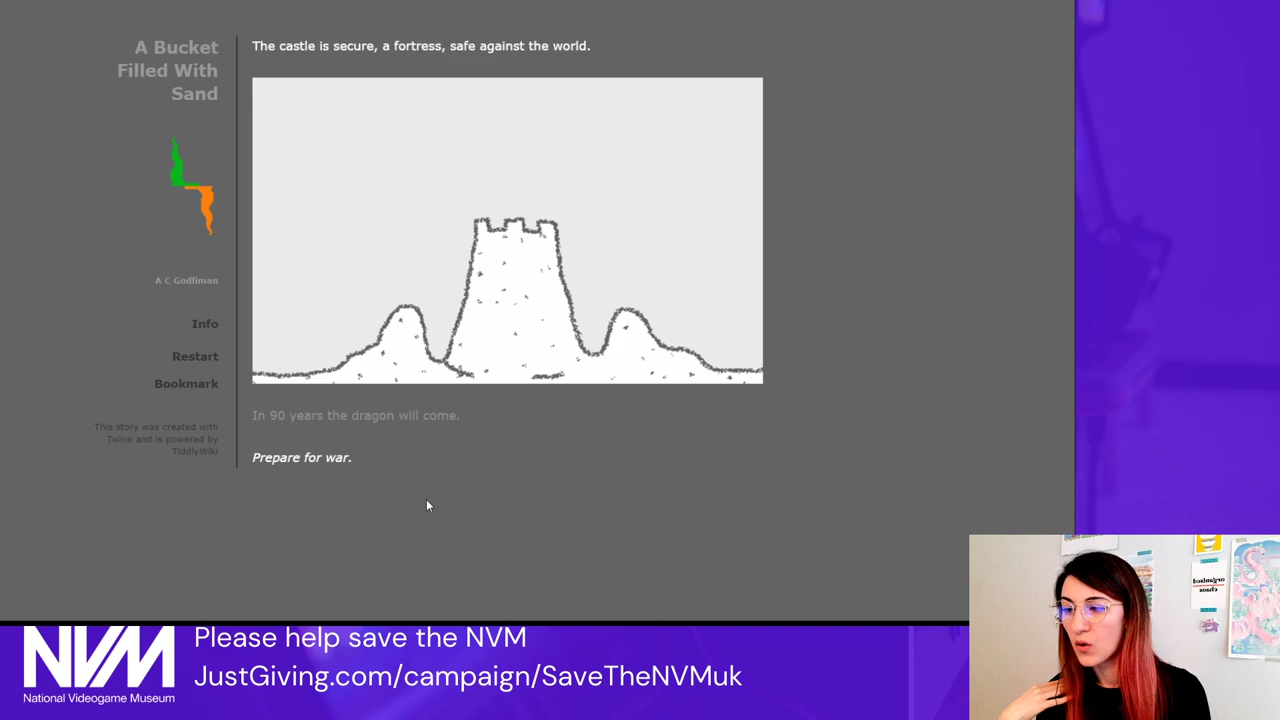 A Bucket
Filled With
Sand
A C Godliman
Info
Restart
Bookmark
This story was created with
Twine and is powered by
TiddlyWiki
The castle is secure, a fortress, safe against the world.
In 90 years the dragon will come.
Prepare for war.
organised
chaos
NVM
National Videogame Museum
Please help save the NVM
JustGiving.com/campaign/SaveTheNVMuk